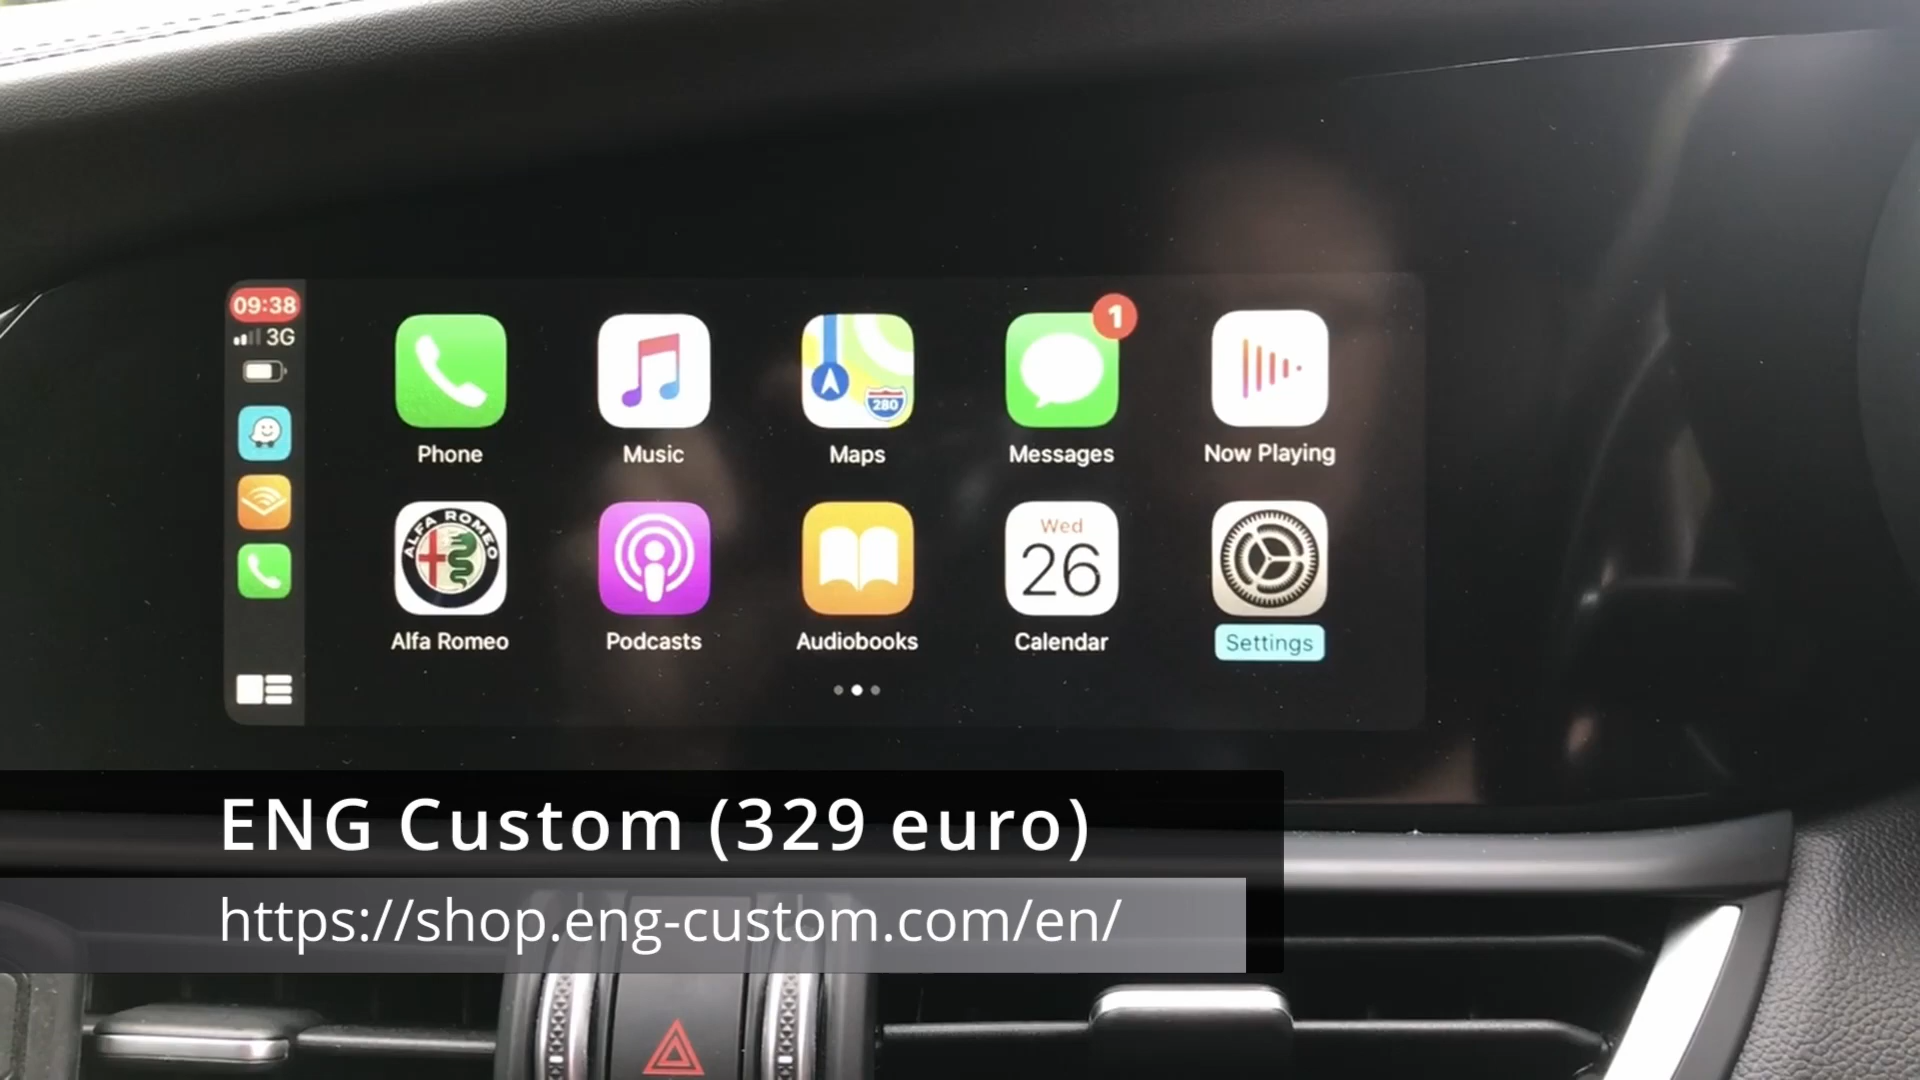 09:38
3G
1
280
Phone
Music
Maps
Messages
Now Playing
ALFA ROMEO
Wed
26
Alfa Romeo
Podcasts
Audiobooks
Calendar
Settings
ENG Custom (329 euro)
https://shop.eng-custom.com/en/